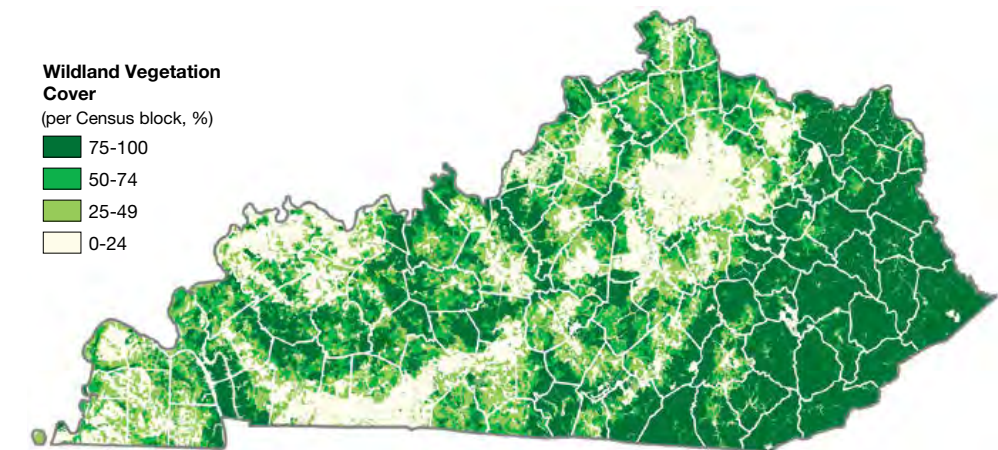 Wildland Vegetation
Cover
(per Census block, %)
75-100
50-74
25-49
0-24